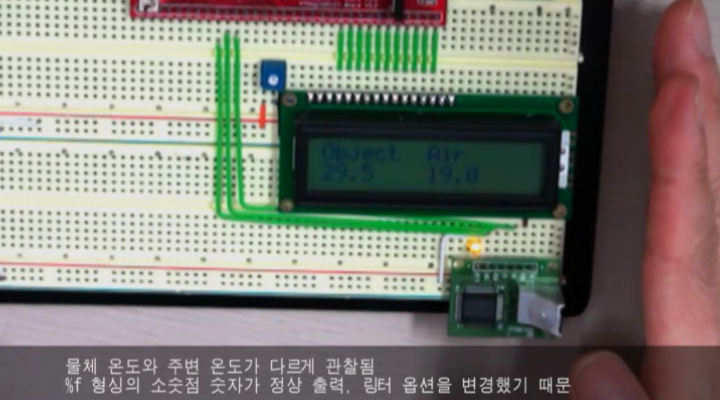 Object Air
29.5 19.0
물체 온도와 주변 온도가 다르게 관찰됨
%f 형싱의 소숫점 숫자가 정상 출력, 링터 옵션을 변경했기 때문